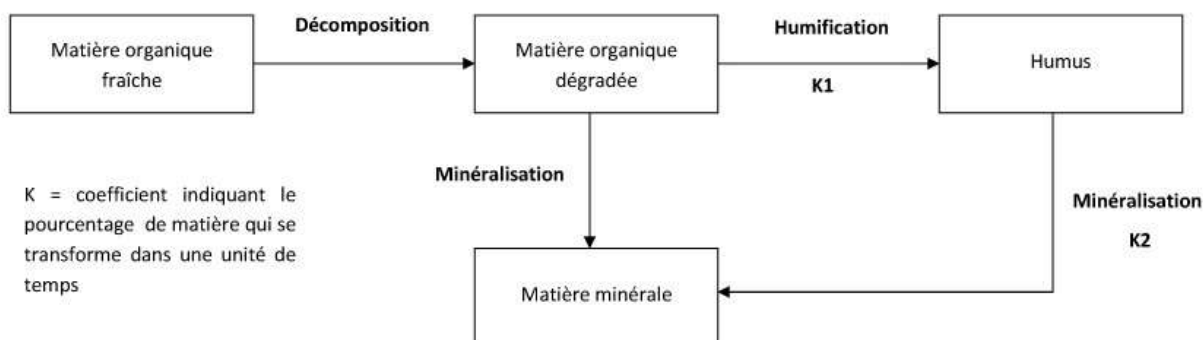 Décomposition
Humification
Matière organique
fraîche
Matière organique
dégradée
Humus
K1
Minéralisation
K = coefficient indiquant le
pourcentage de matière qui se
transforme dans une unité de
temps
Minéralisation
K2
Matière minérale